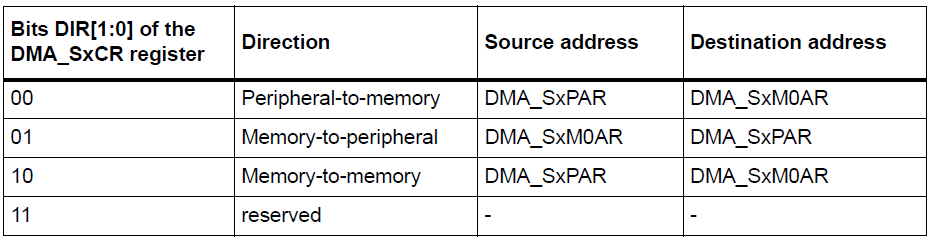 Bits DIR[1:0] of the
DMA_SxCR register
Direction
Source address
Destination address
00
Peripheral-to-memory
DMA_SxPAR
DMA_SxM0AR
01
Memory-to-peripheral
DMA_SxM0AR
DMA_SxPAR
10
Memory-to-memory
DMA_SxPAR
DMA_SxM0AR
11
reserved
-
-